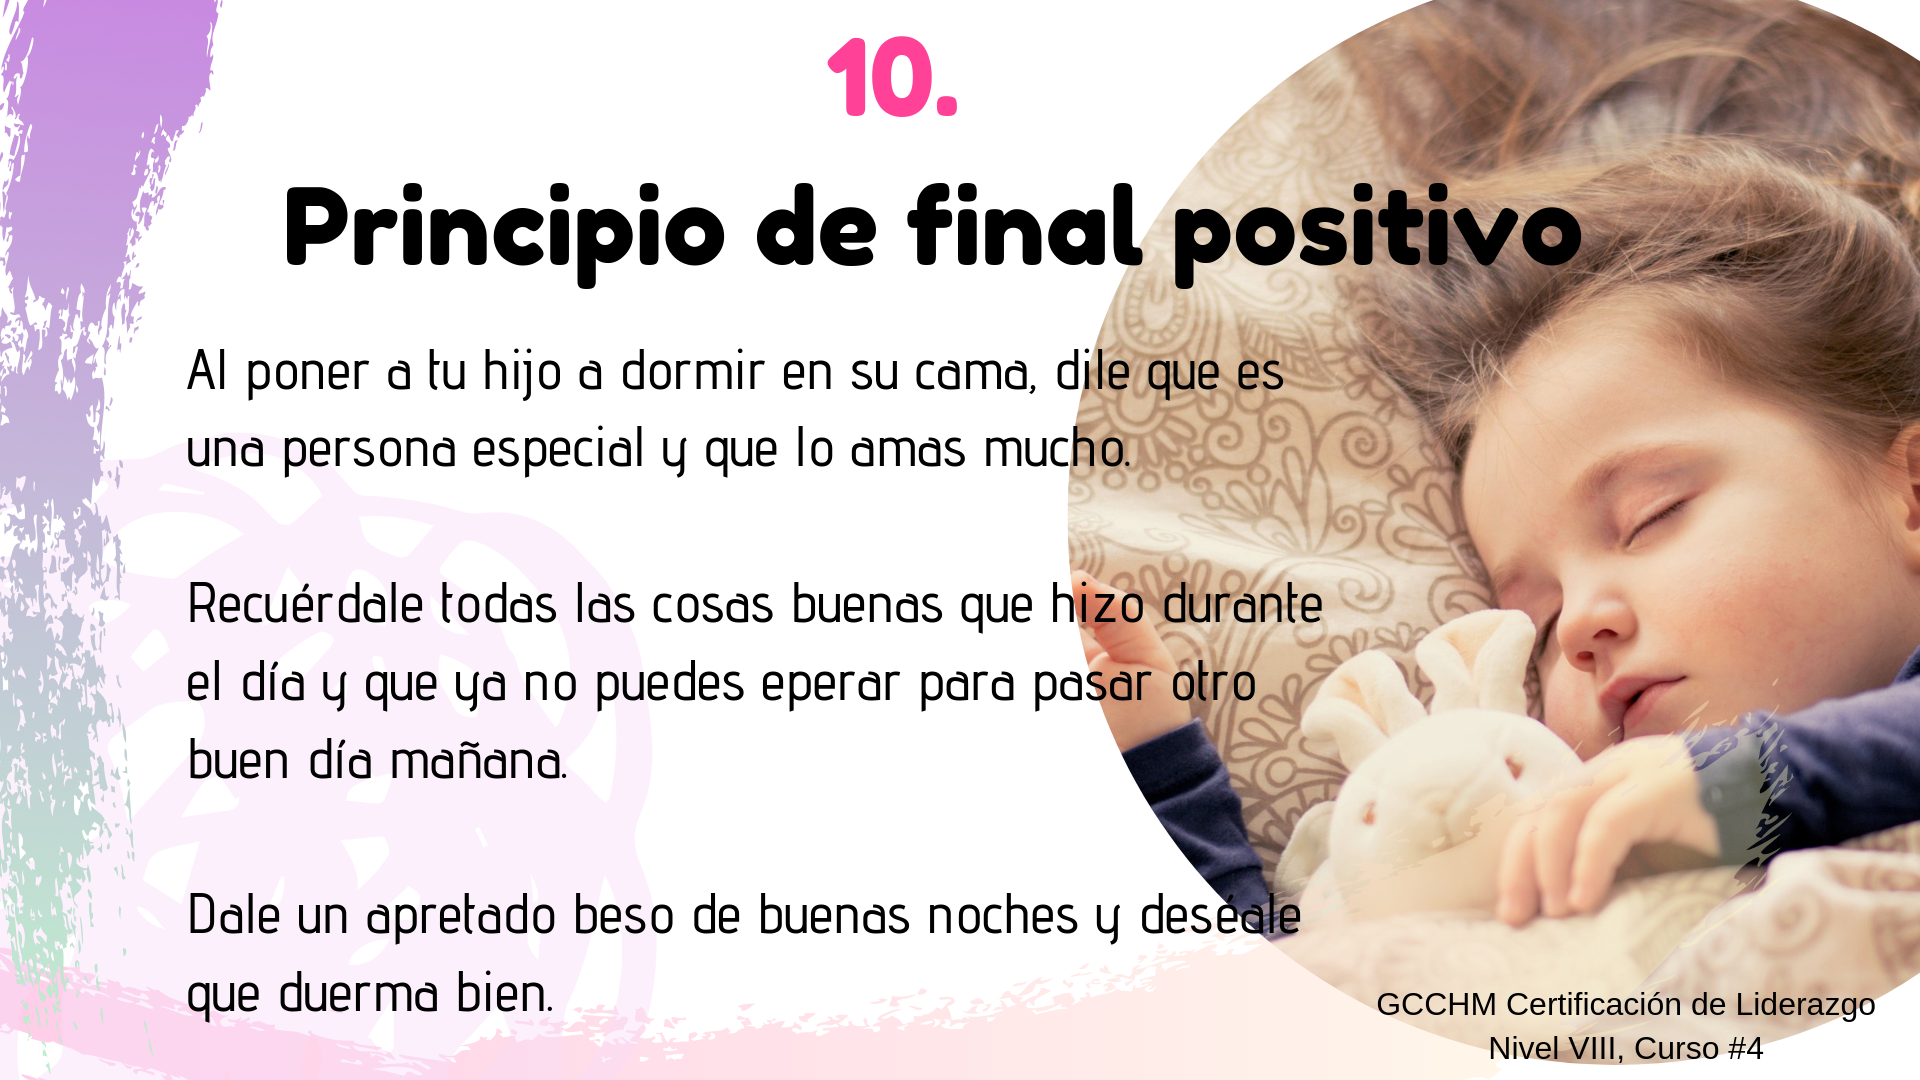 10.
Principio de final positivo
Al poner a tu hijo a dormir en su cama, dile que es
una persona especial y que lo amas mucho.
Recuérdale todas las cosas buenas que hizo durante
el día y que ya no puedes eperar para pasar otro
buen día mañana.
Dale un apretado beso de buenas noches y deséale
que duerma bien.
GCCHM Certificación de Liderazgo
Nivel VIII, Curso #4